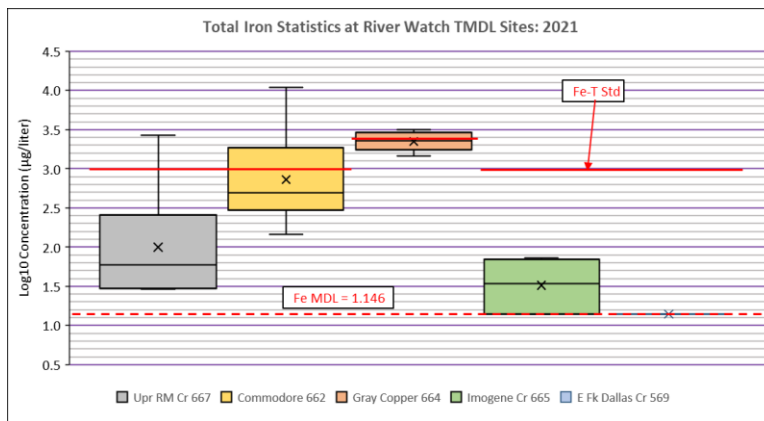 Total Iron Statistics at River Watch TMDL Sites: 2021
Log10 Concentration (µg/liter)
4.5
4.0
3.5
3.0
2.5
2.0
1.5
1.0
0.5
Fe-T Std
Fe MDL = 1.146
Upr RM Cr 667 Commodore 662 Gray Copper 664 Imogene Cr 665 E Fk Dallas Cr 569